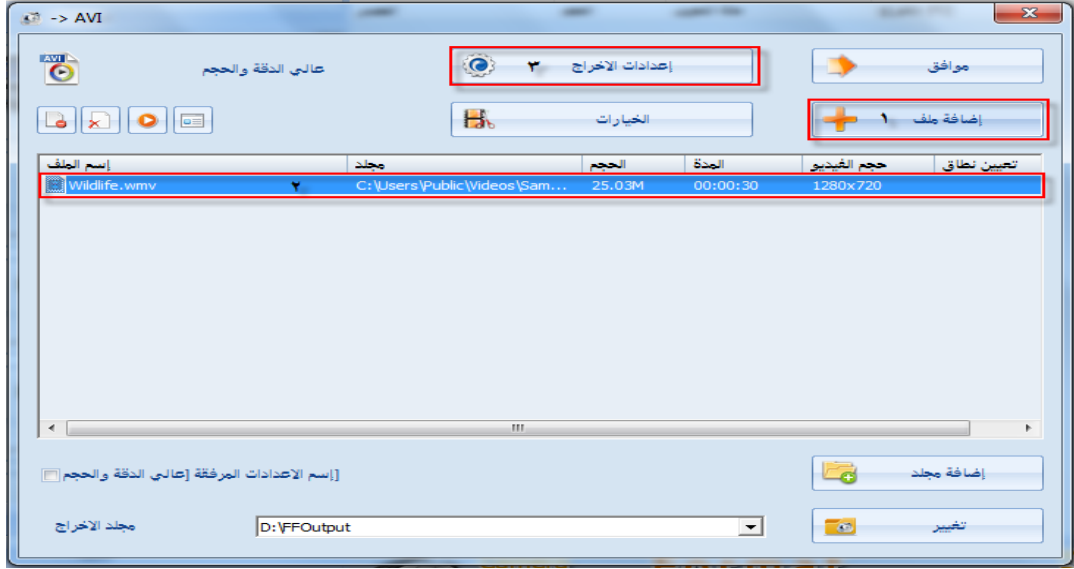 -> AVI
AVI
عالي الدقة والحجم
إعدادات الاخراج ٣
موافق
الخيارات
إضافة ملف ١
إسم الملف مجلد الحجم المدة حجم الفيديو تعيين نطاق
Wildlife.wmv ٢ C:\Users\Public\Videos\Sam... 25.03M 00:00:30 1280x720
إسم الاعدادات المرفقة [عالي الدقة والحجم]
إضافة مجلد
مجلد الاخراج D:\FFOutput
تغيير